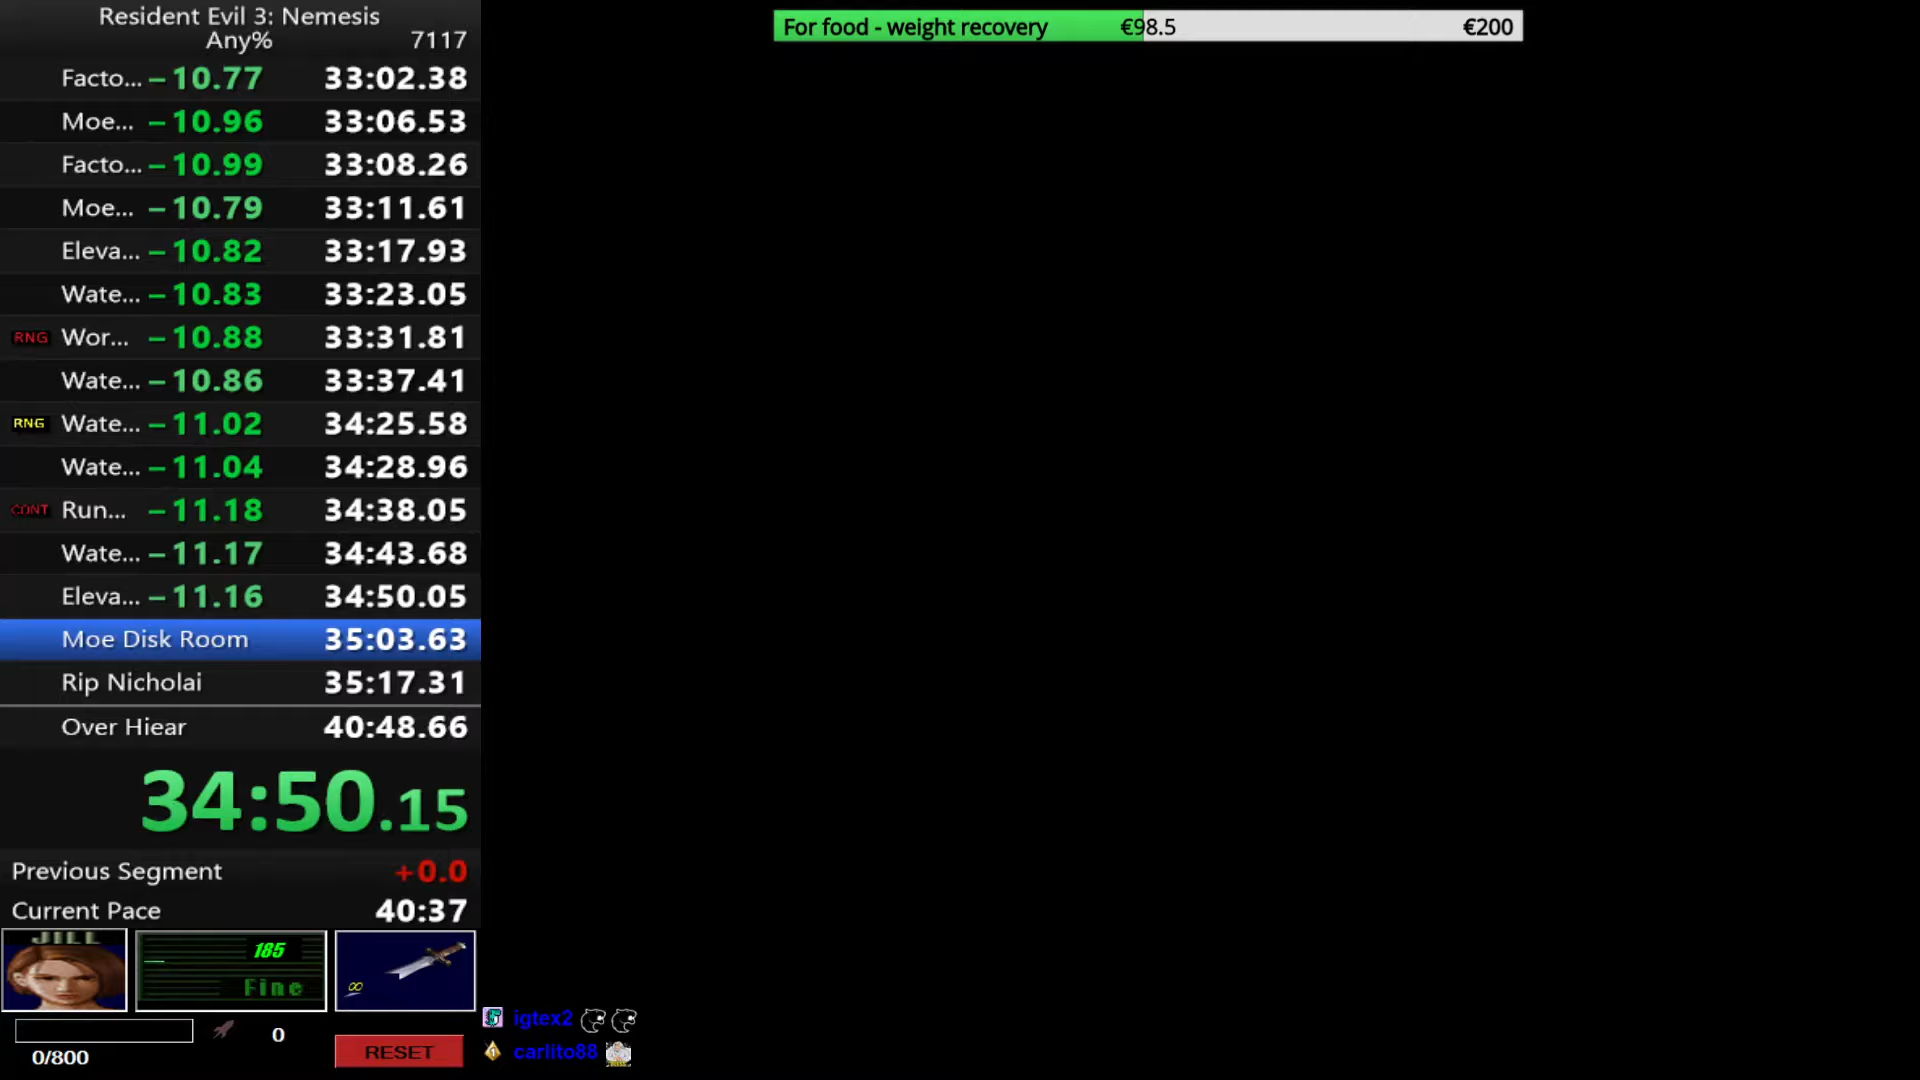 Resident Evil 3: Nemesis
Any% 7117
For food - weight recovery €98.5 €200
Facto... −10.77 33:02.38
Moe... −10.96 33:06.53
Facto... −10.99 33:08.26
Moe... −10.79 33:11.61
Eleva... −10.82 33:17.93
Wate... −10.83 33:23.05
RNG Wor... −10.88 33:31.81
Wate... −10.86 33:37.41
RNG Wate... −11.02 34:25.58
Wate... −11.04 34:28.96
CONT Run... −11.18 34:38.05
Wate... −11.17 34:43.68
Eleva... −11.16 34:50.05
Moe Disk Room 35:03.63
Rip Nicholai 35:17.31
Over Hiear 40:48.66
34:50.15
Previous Segment +0.0
Current Pace 40:37
JILL
185
Fine
∞
0
0/800
RESET
igtex2
carlito88